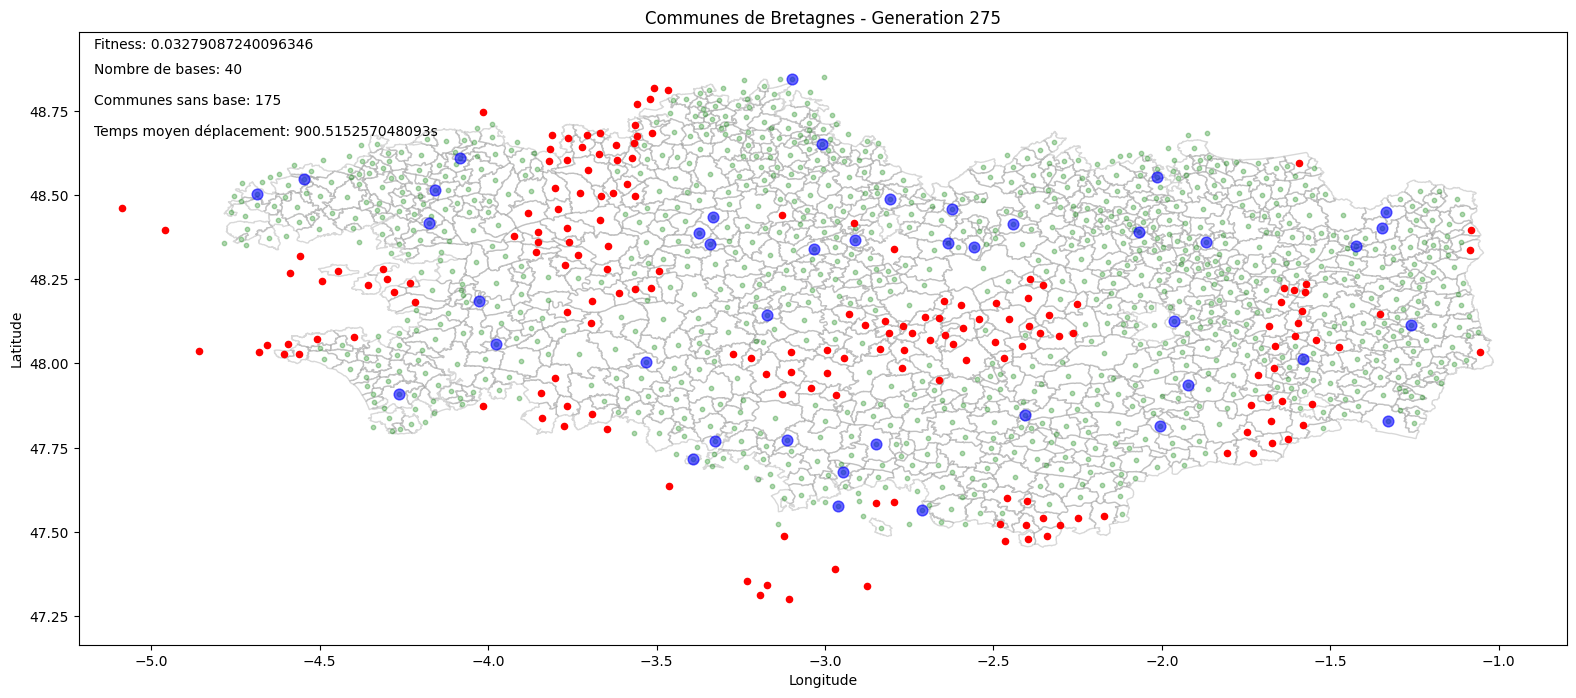 Communes de Bretagnes - Generation 275
Fitness: 0.03279087240096346
Nombre de bases: 40
Communes sans base: 175
Temps moyen déplacement: 900.515257048093s
Latitude
48.75
48.50
48.25
48.00
47.75
47.50
47.25
−5.0 −4.5 −4.0 −3.5 −3.0 −2.5 −2.0 −1.5 −1.0
Longitude